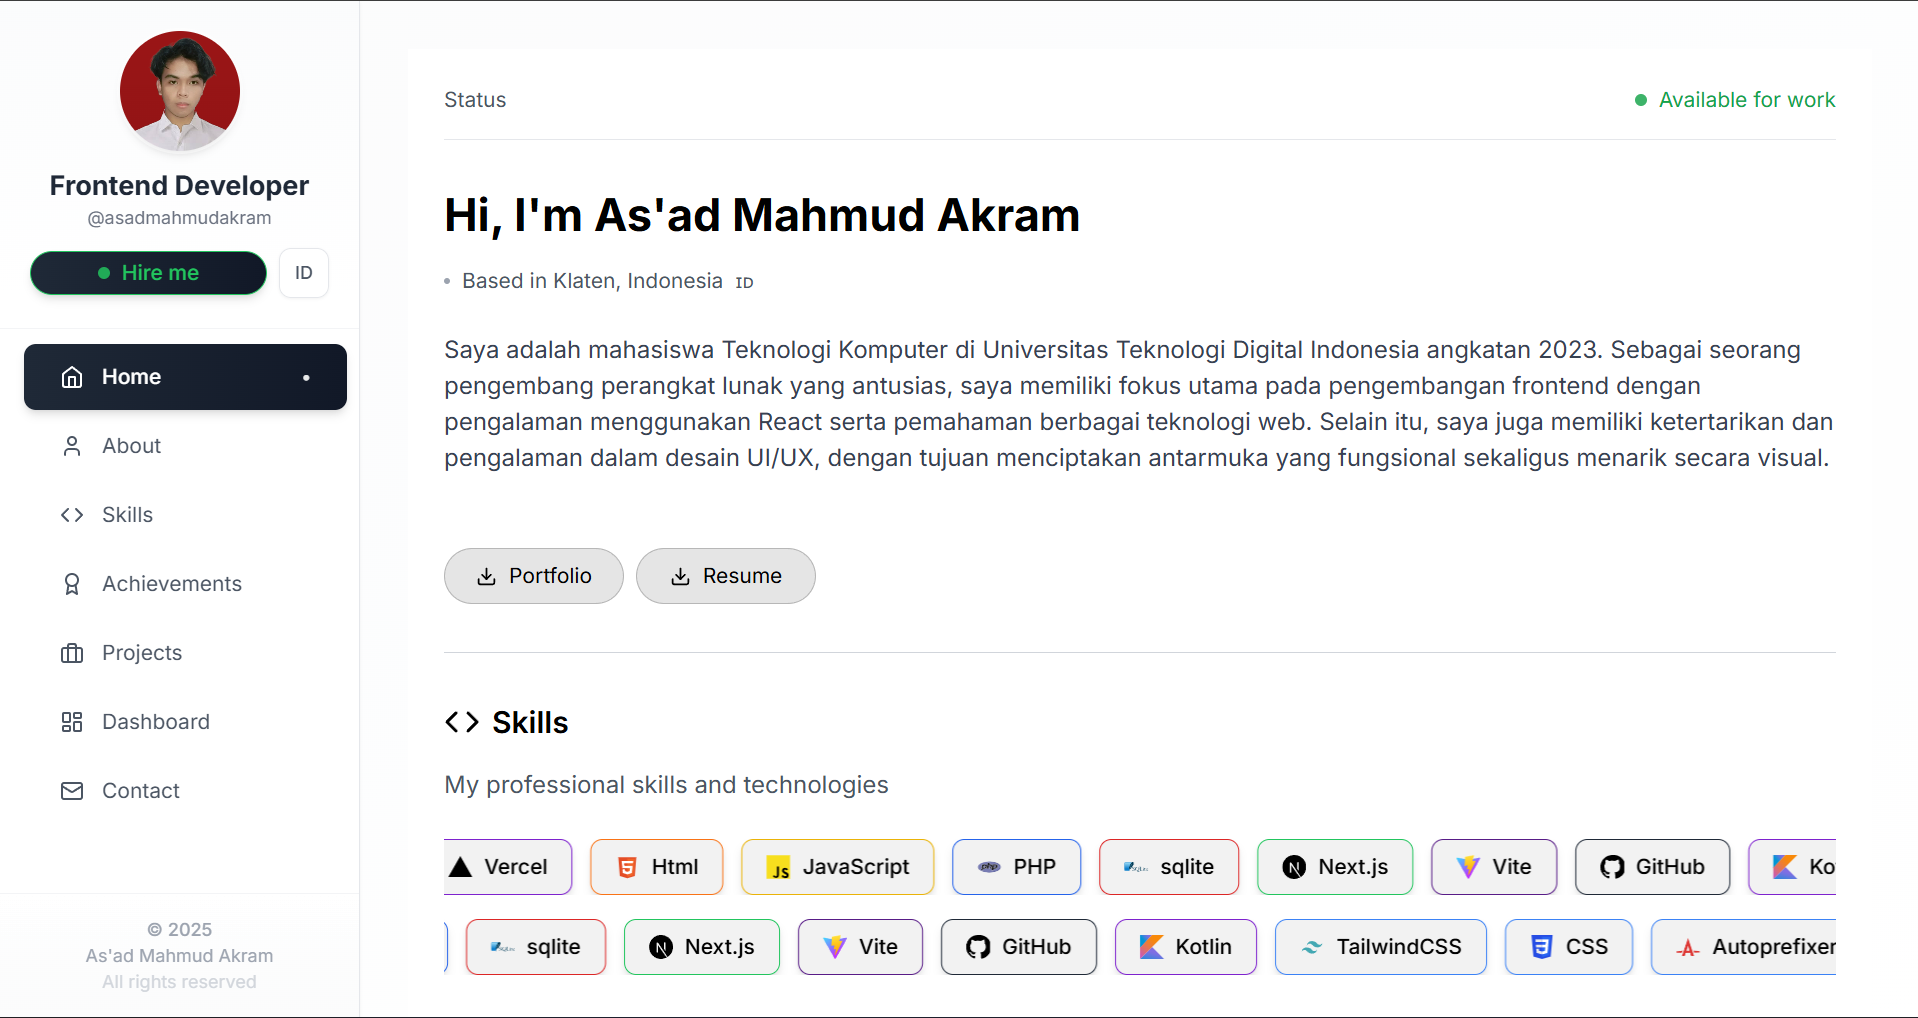 Frontend Developer
@asadmahmudakram
Hire me
ID
Home
About
Skills
Achievements
Projects
Dashboard
Contact
© 2025
As'ad Mahmud Akram
All rights reserved
Status
Available for work
Hi, I'm As'ad Mahmud Akram
Based in Klaten, Indonesia ID
Saya adalah mahasiswa Teknologi Komputer di Universitas Teknologi Digital Indonesia angkatan 2023. Sebagai seorang
pengembang perangkat lunak yang antusias, saya memiliki fokus utama pada pengembangan frontend dengan
pengalaman menggunakan React serta pemahaman berbagai teknologi web. Selain itu, saya juga memiliki ketertarikan dan
pengalaman dalam desain UI/UX, dengan tujuan menciptakan antarmuka yang fungsional sekaligus menarik secara visual.
Portfolio Resume
Skills
My professional skills and technologies
Vercel Html JS JavaScript php PHP sqlite N Next.js Vite GitHub Ko
sqlite N Next.js Vite GitHub Kotlin TailwindCSS CSS Autoprefixer